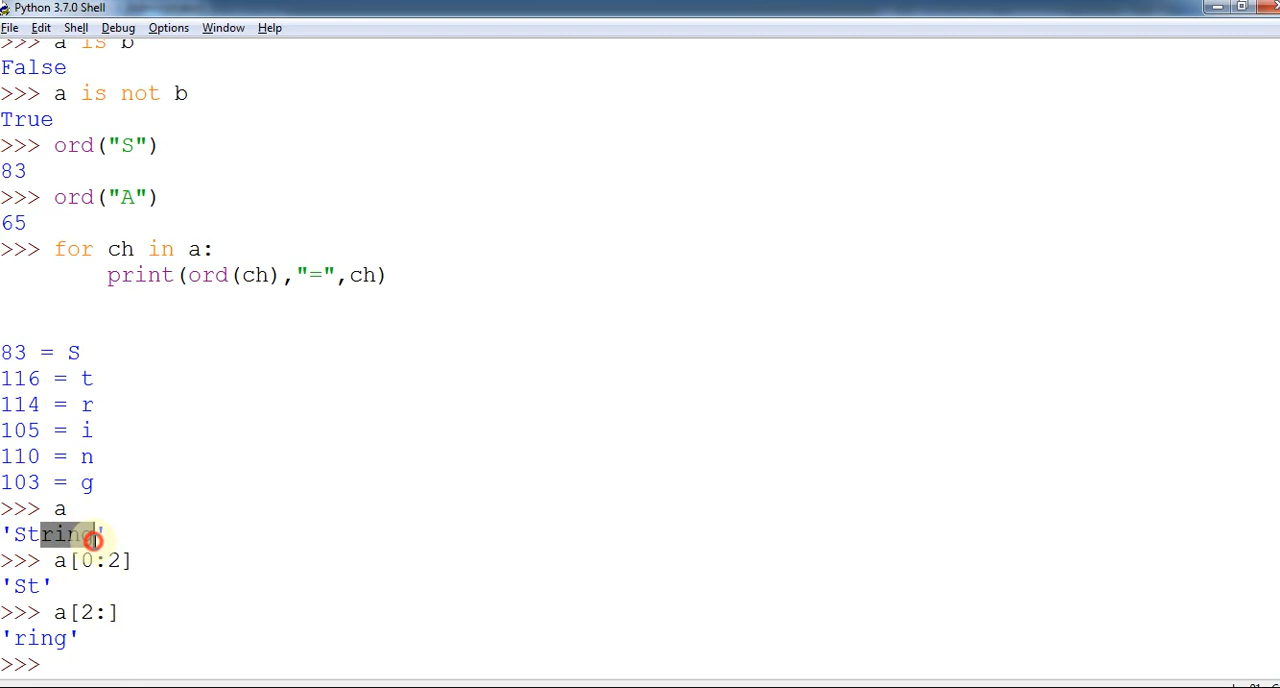 Python 3.7.0 Shell
File Edit Shell Debug Options Window Help
>>> a is b
False
>>> a is not b
True
>>> ord("S")
83
>>> ord("A")
65
>>> for ch in a:
print(ord(ch),"=",ch)
83 = S
116 = t
114 = r
105 = i
110 = n
103 = g
>>> a
'String'
>>> a[0:2]
'St'
>>> a[2:]
'ring'
>>>